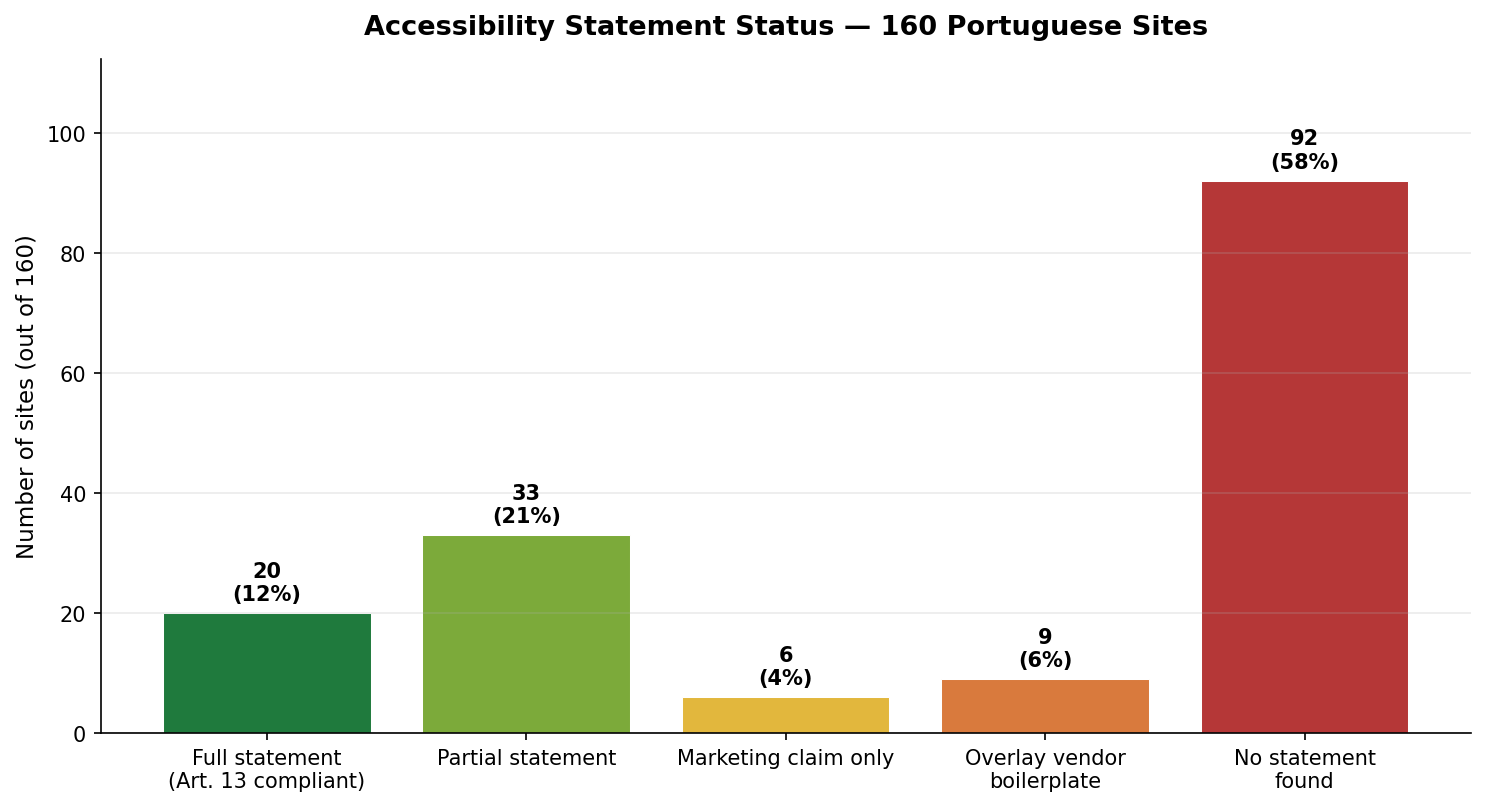 Accessibility Statement Status — 160 Portuguese Sites
Number of sites (out of 160)
100
80
60
40
20
0
20
(12%)
33
(21%)
6
(4%)
9
(6%)
92
(58%)
Full statement
(Art. 13 compliant)
Partial statement
Marketing claim only
Overlay vendor
boilerplate
No statement
found